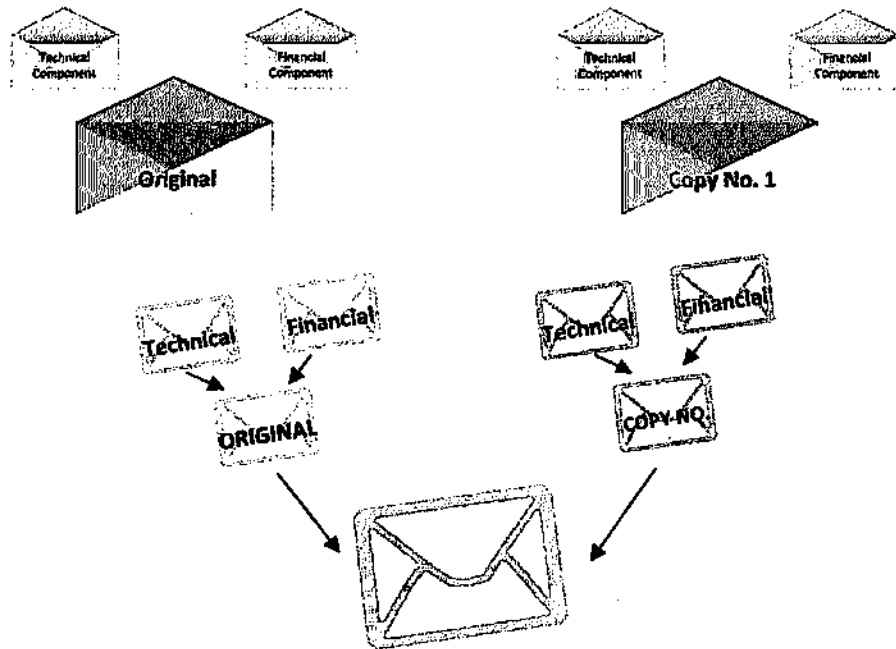 Technical
Component
Financial
Component
Technical
Component
Financial
Component
Original
Copy No. 1
Technical
Financial
ORIGINAL
Technical
Financial
COPY NO.